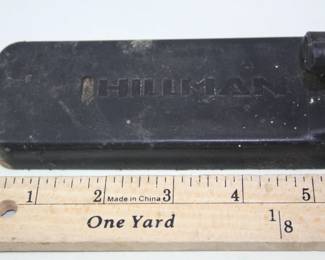 HILLMAN
1 2 Made in China 3 4 5
One Yard 1/8